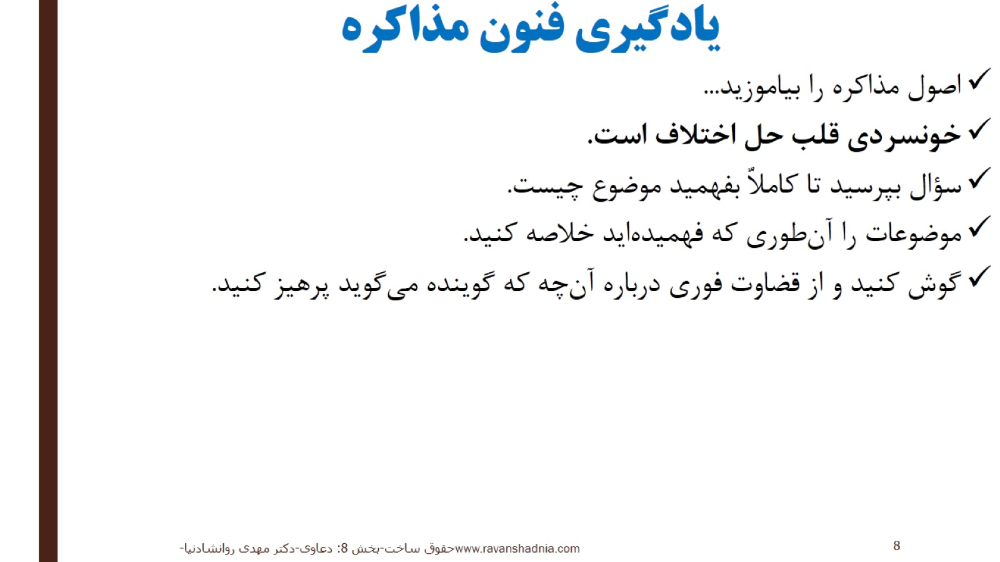 یادگیری فنون مذاکره
✓ اصول مذاکره را بیاموزید...
✓ خونسردی قلب حل اختلاف است.
✓ سؤال بپرسید تا کاملاٌ بفهمید موضوع چیست.
✓ موضوعات را آن‌طوری که فهمیده‌اید خلاصه کنید.
✓ گوش کنید و از قضاوت فوری درباره آن‌چه که گوینده می‌گوید پرهیز کنید.
حقوق ساخت-بخش 8: دعاوی-دکتر مهدی روانشادنیا-www.ravanshadnia.com
8